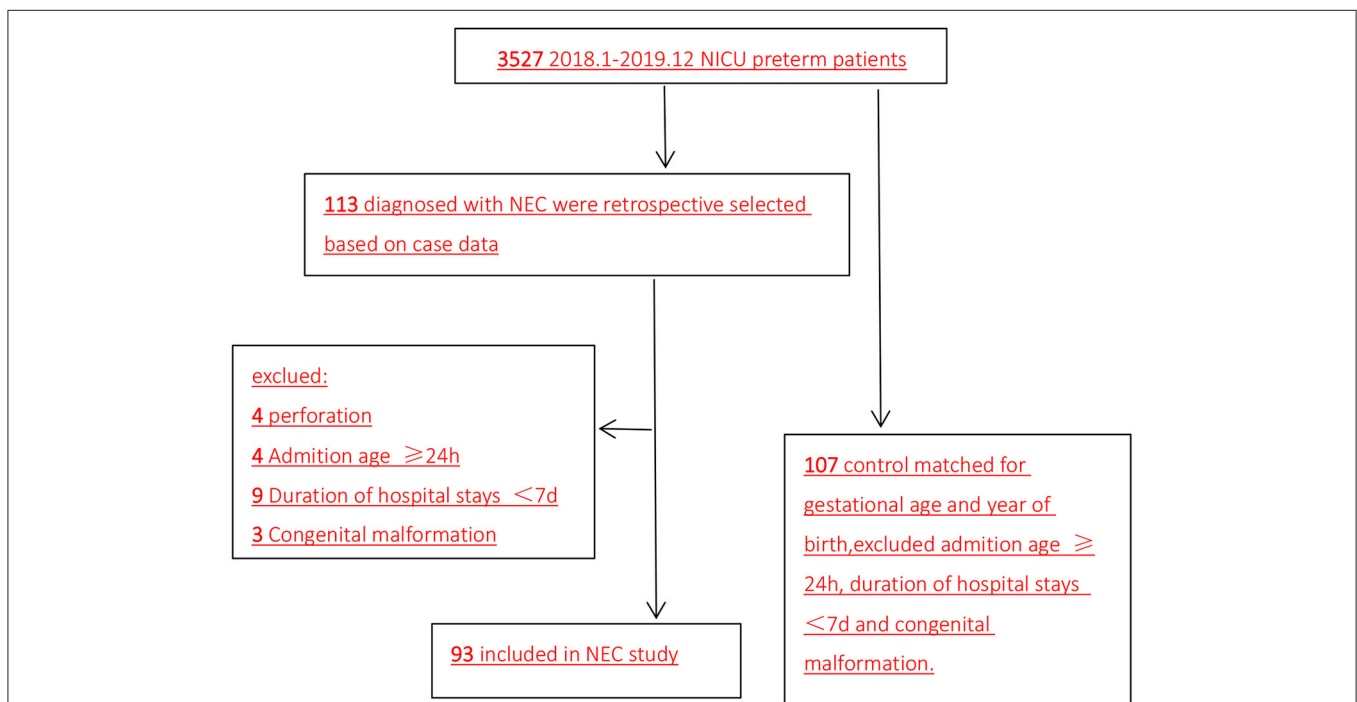 3527 2018.1-2019.12 NICU preterm patients
113 diagnosed with NEC were retrospective selected
based on case data
exclued:
4 perforation
4 Admition age ≥24h
9 Duration of hospital stays <7d
3 Congenital malformation
107 control matched for
gestational age and year of
birth,excluded admition age ≥
24h, duration of hospital stays
<7d and congenital
malformation.
93 included in NEC study